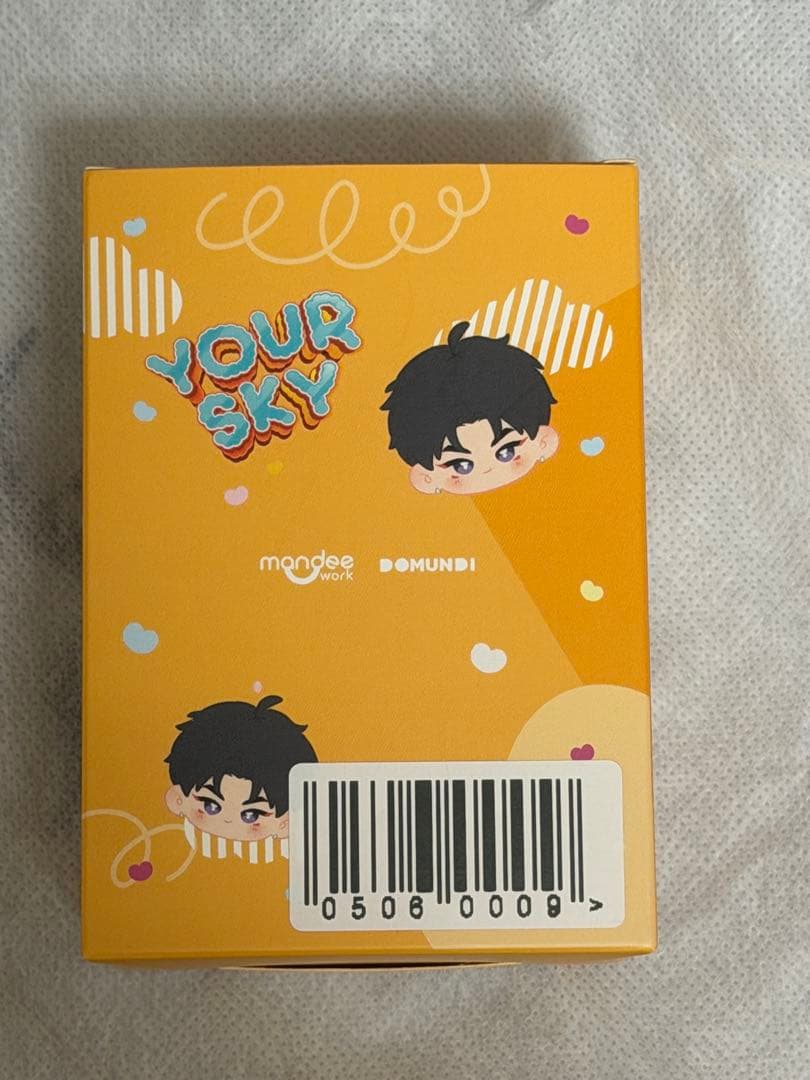 YOUR
SKY
mandee
work
DOMUNDI
0506 0009 >